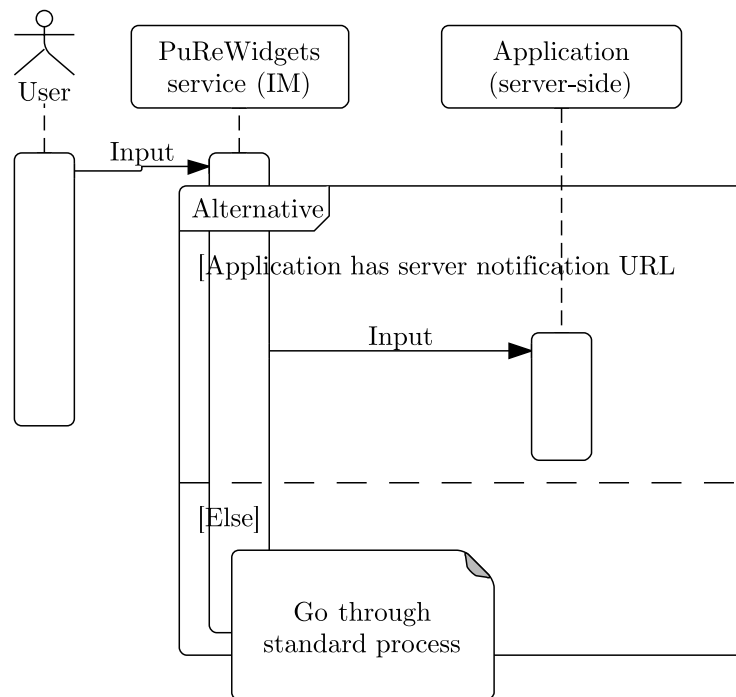 User
PuReWidgets
service (IM)
Application
(server-side)
Input
Alternative
[Application has server notification URL
Input
[Else]
Go through
standard process